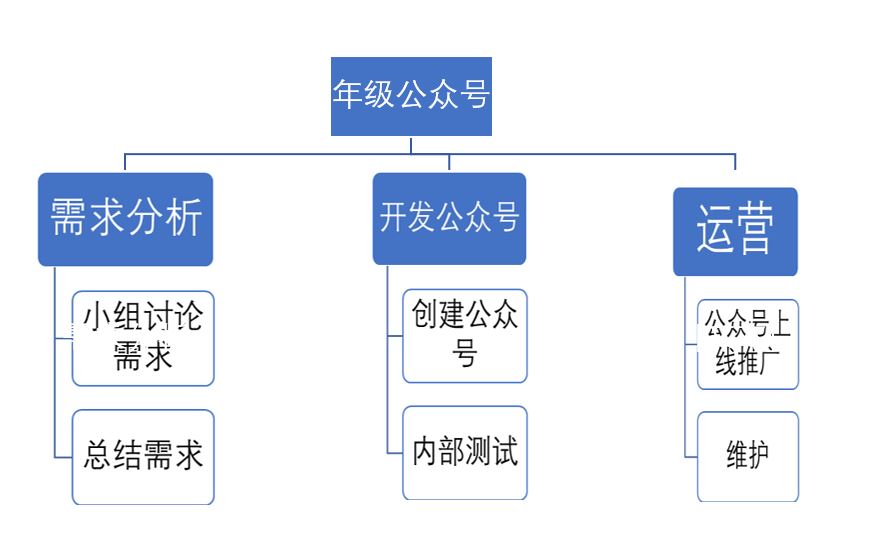 年级公众号
需求分析
开发公众号
运营
小组讨论
需求
创建公众
号
公众号上
线推广
总结需求
内部测试
维护